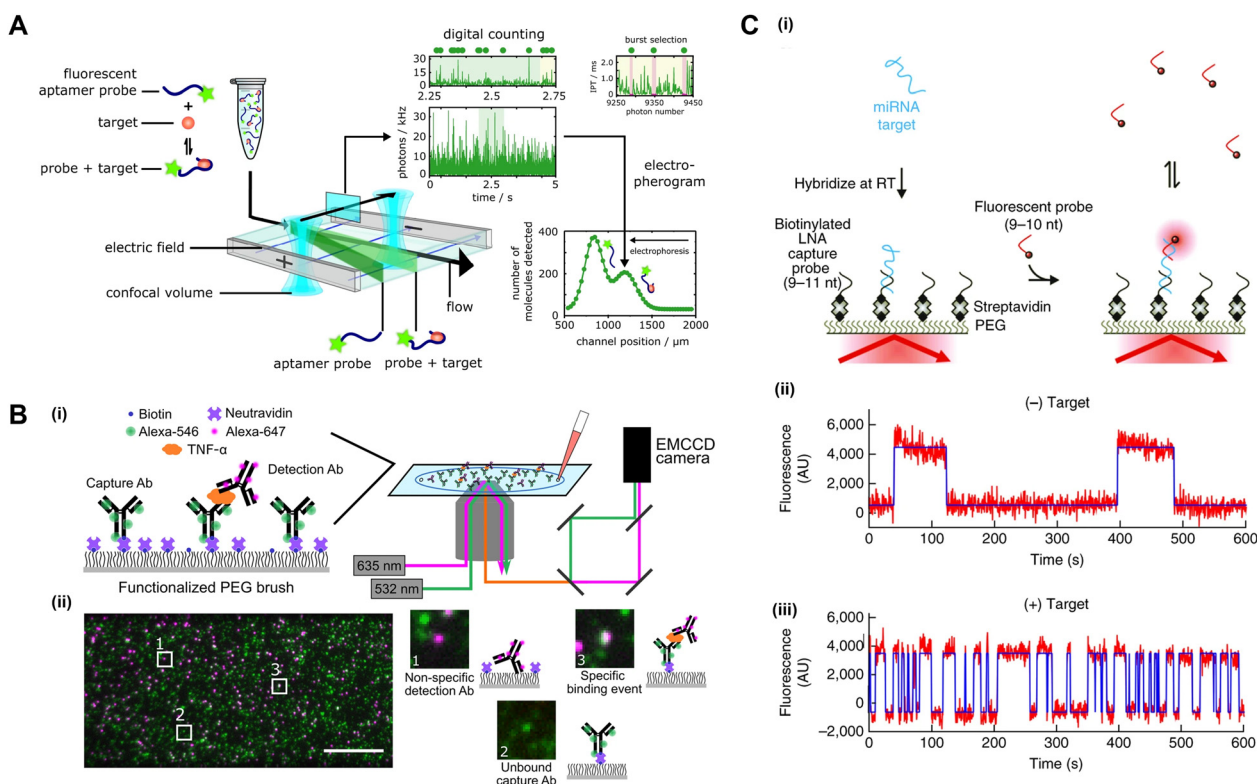 A
fluorescent
aptamer probe
+
target
probe + target
electric field
confocal volume
+
−
flow
aptamer probe
probe + target
digital counting
30
15
0
2.25
2.5
2.75
photons / kHz
30
20
10
0
0
2.5
5
time / s
burst selection
IPT / ms
2.0
1.0
0.0
9250
9350
9450
photon number
electro-
pherogram
number of
molecules detected
400
200
0
electrophoresis
500
1000
1500
2000
channel position / µm
B
(i)
Biotin
Neutravidin
Alexa-546
Alexa-647
TNF-α
Capture Ab
Detection Ab
Functionalized PEG brush
EMCCD
camera
635 nm
532 nm
(ii)
1
2
3
1
Non-specific
detection Ab
3
Specific
binding event
2
Unbound
capture Ab
C
(i)
miRNA
target
Hybridize at RT
Biotinylated
LNA
capture
probe
(9–11 nt)
Fluorescent probe
(9–10 nt)
Streptavidin
PEG
(ii)
(–) Target
Fluorescence
(AU)
6,000
4,000
2,000
0
0 100 200 300 400 500 600
Time (s)
(iii)
(+) Target
Fluorescence
(AU)
6,000
4,000
2,000
0
–2,000
0 100 200 300 400 500 600
Time (s)